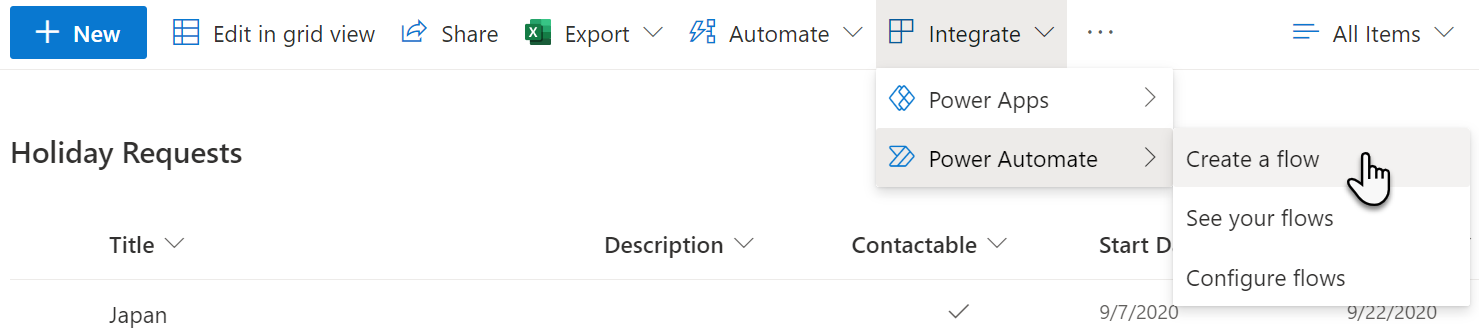 New Edit in grid view Share Export Automate Integrate ... All Items
Power Apps
Holiday Requests Power Automate Create a flow
See your flows
Title Description Contactable Start D
Configure flows
Japan 9/7/2020 9/22/2020